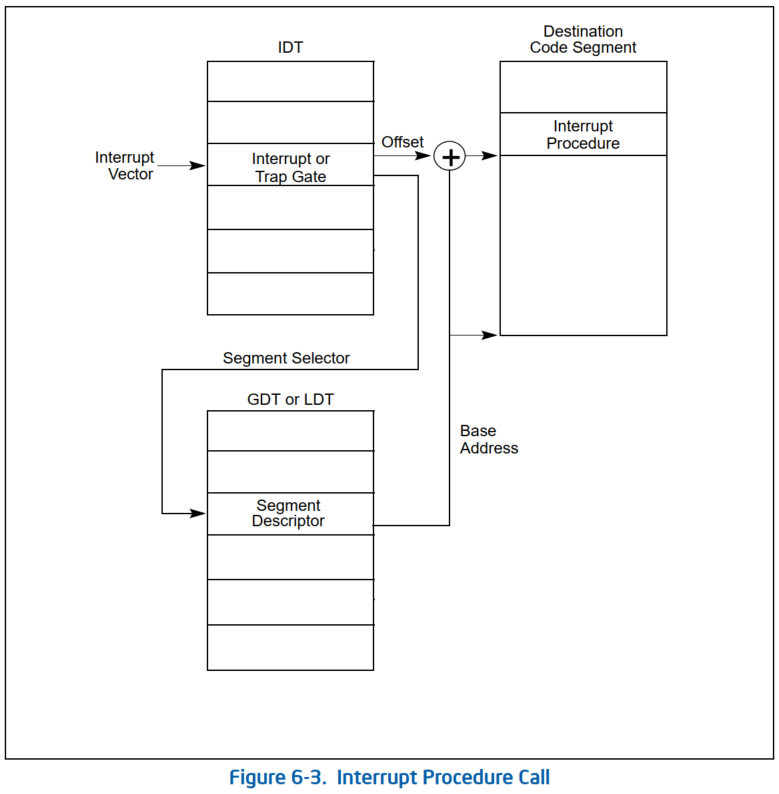 IDT
Destination
Code Segment
Interrupt
Vector
Interrupt or
Trap Gate
Offset
+
Interrupt
Procedure
Segment Selector
GDT or LDT
Base
Address
Segment
Descriptor
Figure 6-3. Interrupt Procedure Call